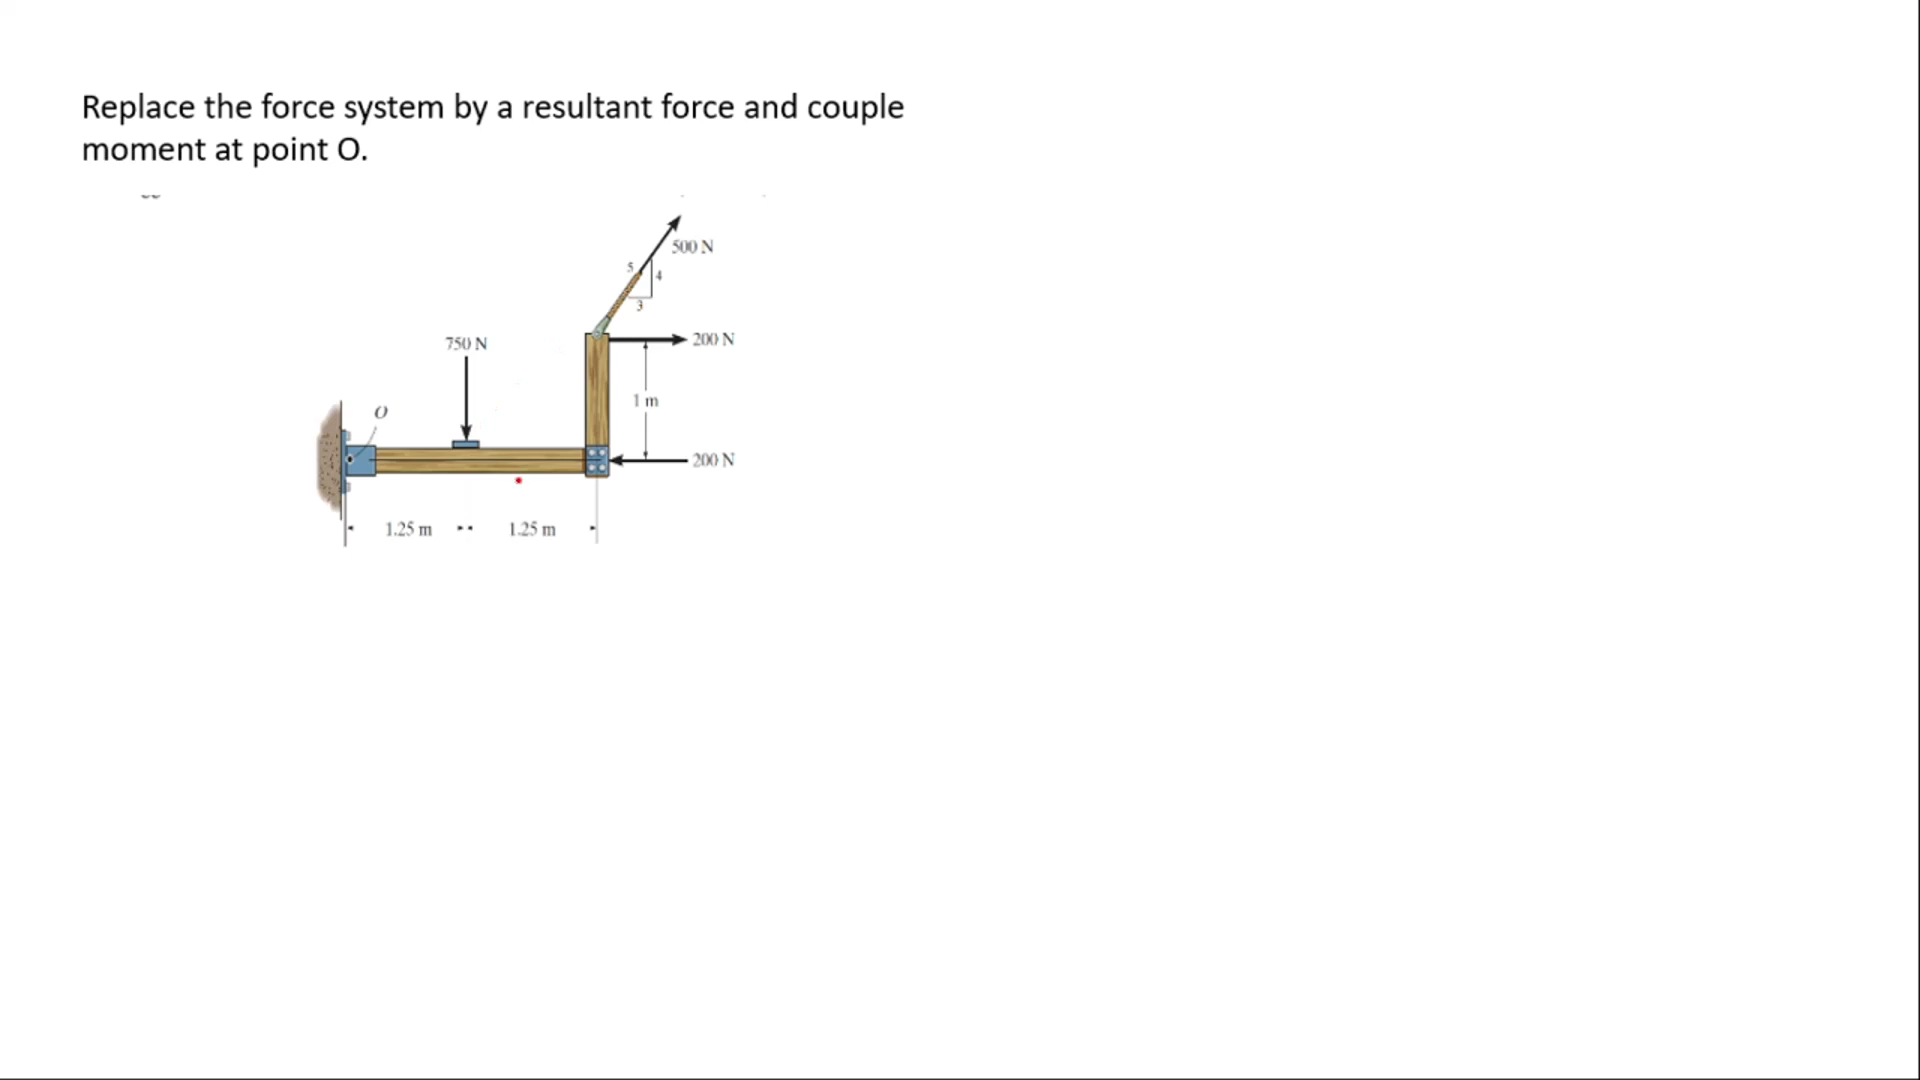 Replace the force system by a resultant force and couple
moment at point O.
500 N
5
4
3
750 N
200 N
1 m
O
200 N
1.25 m
1.25 m